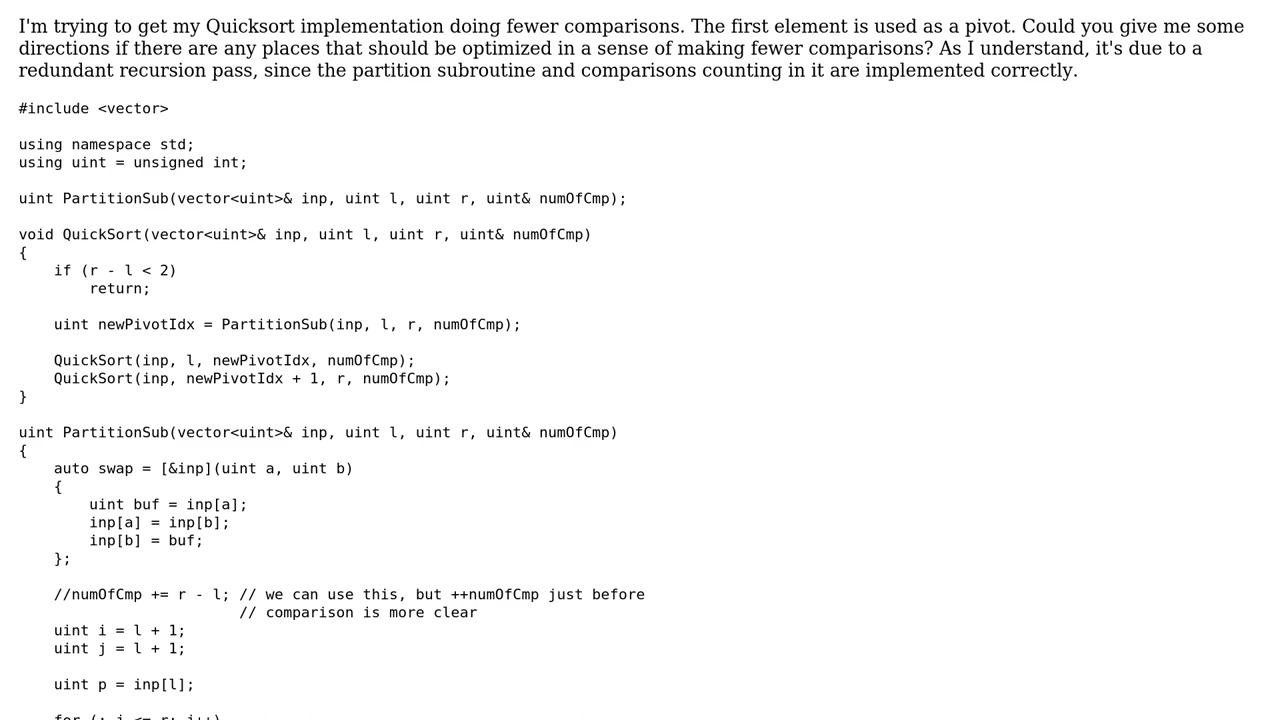 I'm trying to get my Quicksort implementation doing fewer comparisons. The first element is used as a pivot. Could you give me some
directions if there are any places that should be optimized in a sense of making fewer comparisons? As I understand, it's due to a
redundant recursion pass, since the partition subroutine and comparisons counting in it are implemented correctly.
#include <vector>
using namespace std;
using uint = unsigned int;
uint PartitionSub(vector<uint>& inp, uint l, uint r, uint& numOfCmp);
void QuickSort(vector<uint>& inp, uint l, uint r, uint& numOfCmp)
{
    if (r - l < 2)
        return;
    uint newPivotIdx = PartitionSub(inp, l, r, numOfCmp);
    QuickSort(inp, l, newPivotIdx, numOfCmp);
    QuickSort(inp, newPivotIdx + 1, r, numOfCmp);
}
uint PartitionSub(vector<uint>& inp, uint l, uint r, uint& numOfCmp)
{
    auto swap = [&inp](uint a, uint b)
    {
        uint buf = inp[a];
        inp[a] = inp[b];
        inp[b] = buf;
    };
    //numOfCmp += r - l; // we can use this, but ++numOfCmp just before
                         // comparison is more clear
    uint i = l + 1;
    uint j = l + 1;
    uint p = inp[l];